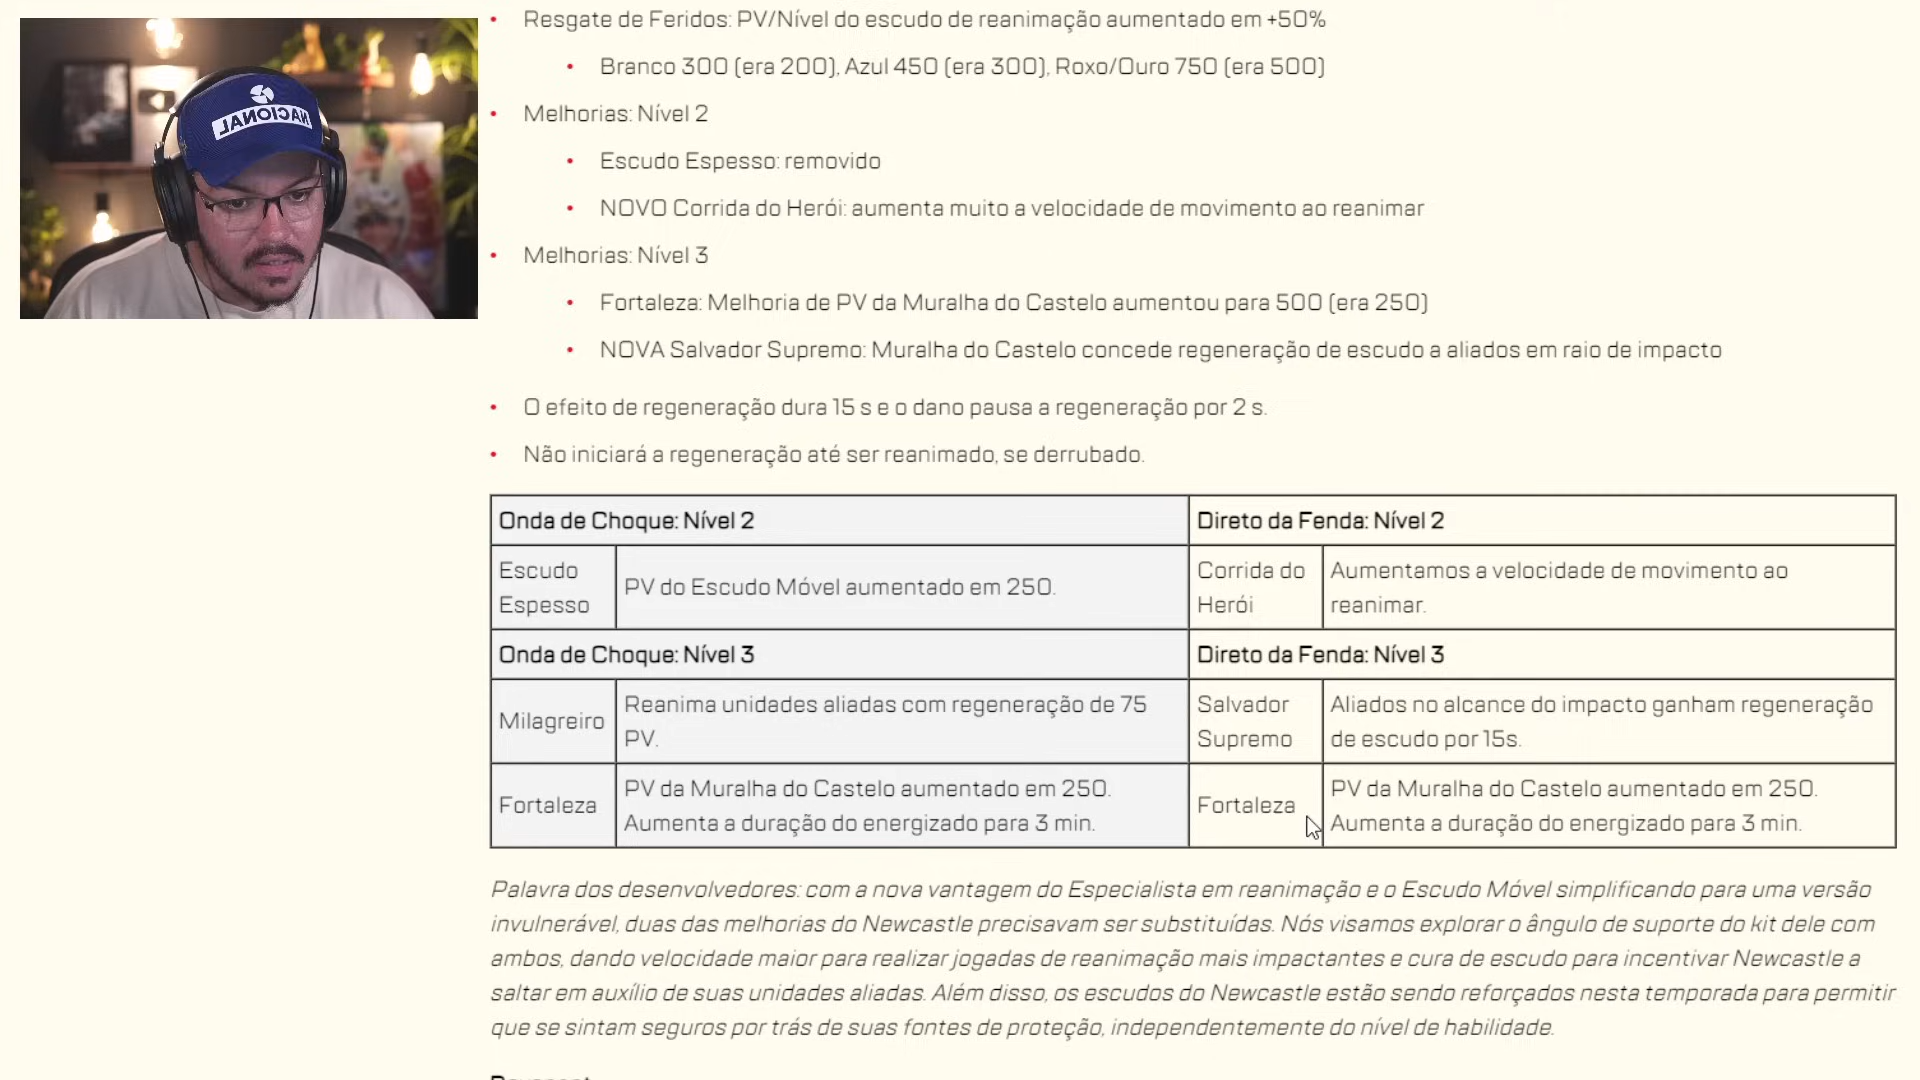 Resgate de Feridos: PV/Nível do escudo de reanimação aumentado em +50%
Branco 300 (era 200), Azul 450 (era 300), Roxo/Ouro 750 (era 500)
Melhorias: Nível 2
Escudo Espesso: removido
NOVO Corrida do Herói: aumenta muito a velocidade de movimento ao reanimar
Melhorias: Nível 3
Fortaleza: Melhoria de PV da Muralha do Castelo aumentou para 500 (era 250)
NOVA Salvador Supremo: Muralha do Castelo concede regeneração de escudo a aliados em raio de impacto
O efeito de regeneração dura 15 s e o dano pausa a regeneração por 2 s.
Não iniciará a regeneração até ser reanimado, se derrubado.
Onda de Choque: Nível 2
Direto da Fenda: Nível 2
Escudo
Espesso
PV do Escudo Móvel aumentado em 250.
Corrida do
Herói
Aumentamos a velocidade de movimento ao
reanimar.
Onda de Choque: Nível 3
Direto da Fenda: Nível 3
Milagreiro
Reanima unidades aliadas com regeneração de 75
PV.
Salvador
Supremo
Aliados no alcance do impacto ganham regeneração
de escudo por 15s.
Fortaleza
PV da Muralha do Castelo aumentado em 250.
Aumenta a duração do energizado para 3 min.
Fortaleza
PV da Muralha do Castelo aumentado em 250.
Aumenta a duração do energizado para 3 min.
Palavra dos desenvolvedores: com a nova vantagem do Especialista em reanimação e o Escudo Móvel simplificando para uma versão
invulnerável, duas das melhorias do Newcastle precisavam ser substituídas. Nós visamos explorar o ângulo de suporte do kit dele com
ambos, dando velocidade maior para realizar jogadas de reanimação mais impactantes e cura de escudo para incentivar Newcastle a
saltar em auxílio de suas unidades aliadas. Além disso, os escudos do Newcastle estão sendo reforçados nesta temporada para permitir
que se sintam seguros por trás de suas fontes de proteção, independentemente do nível de habilidade.
NACIONAL